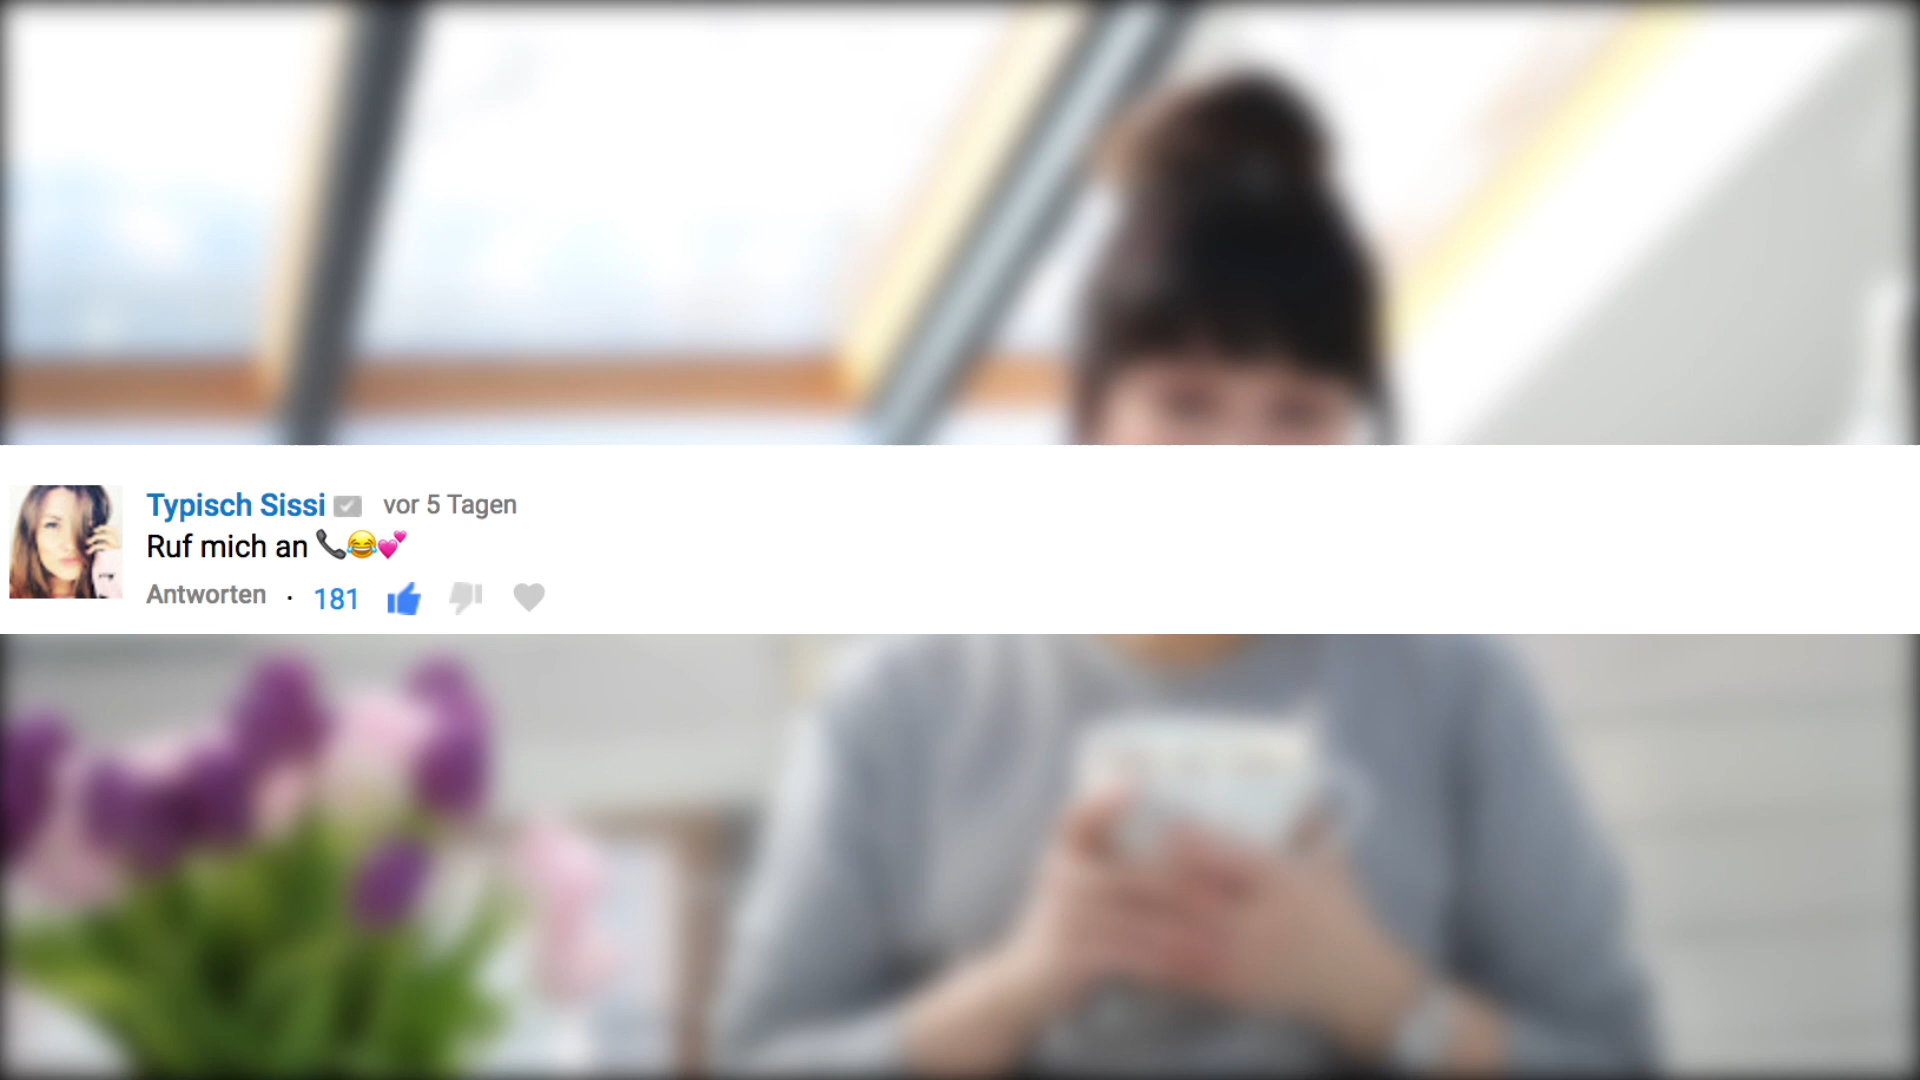 Typisch Sissi vor 5 Tagen
Ruf mich an 📞😂💕
Antworten · 181